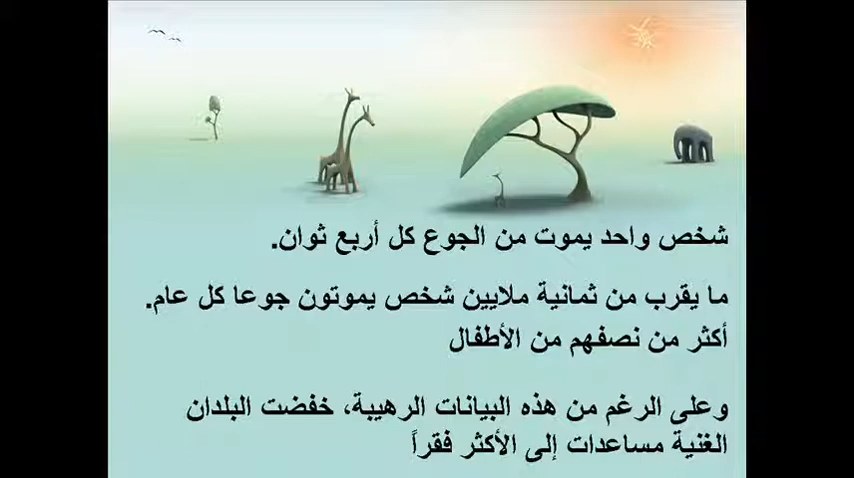 شخص واحد يموت من الجوع كل أربع ثوان.
ما يقرب من ثمانية ملايين شخص يموتون جوعا كل عام.
أكثر من نصفهم من الأطفال
وعلى الرغم من هذه البيانات الرهيبة، خفضت البلدان
الغنية مساعدات إلى الأكثر فقراً